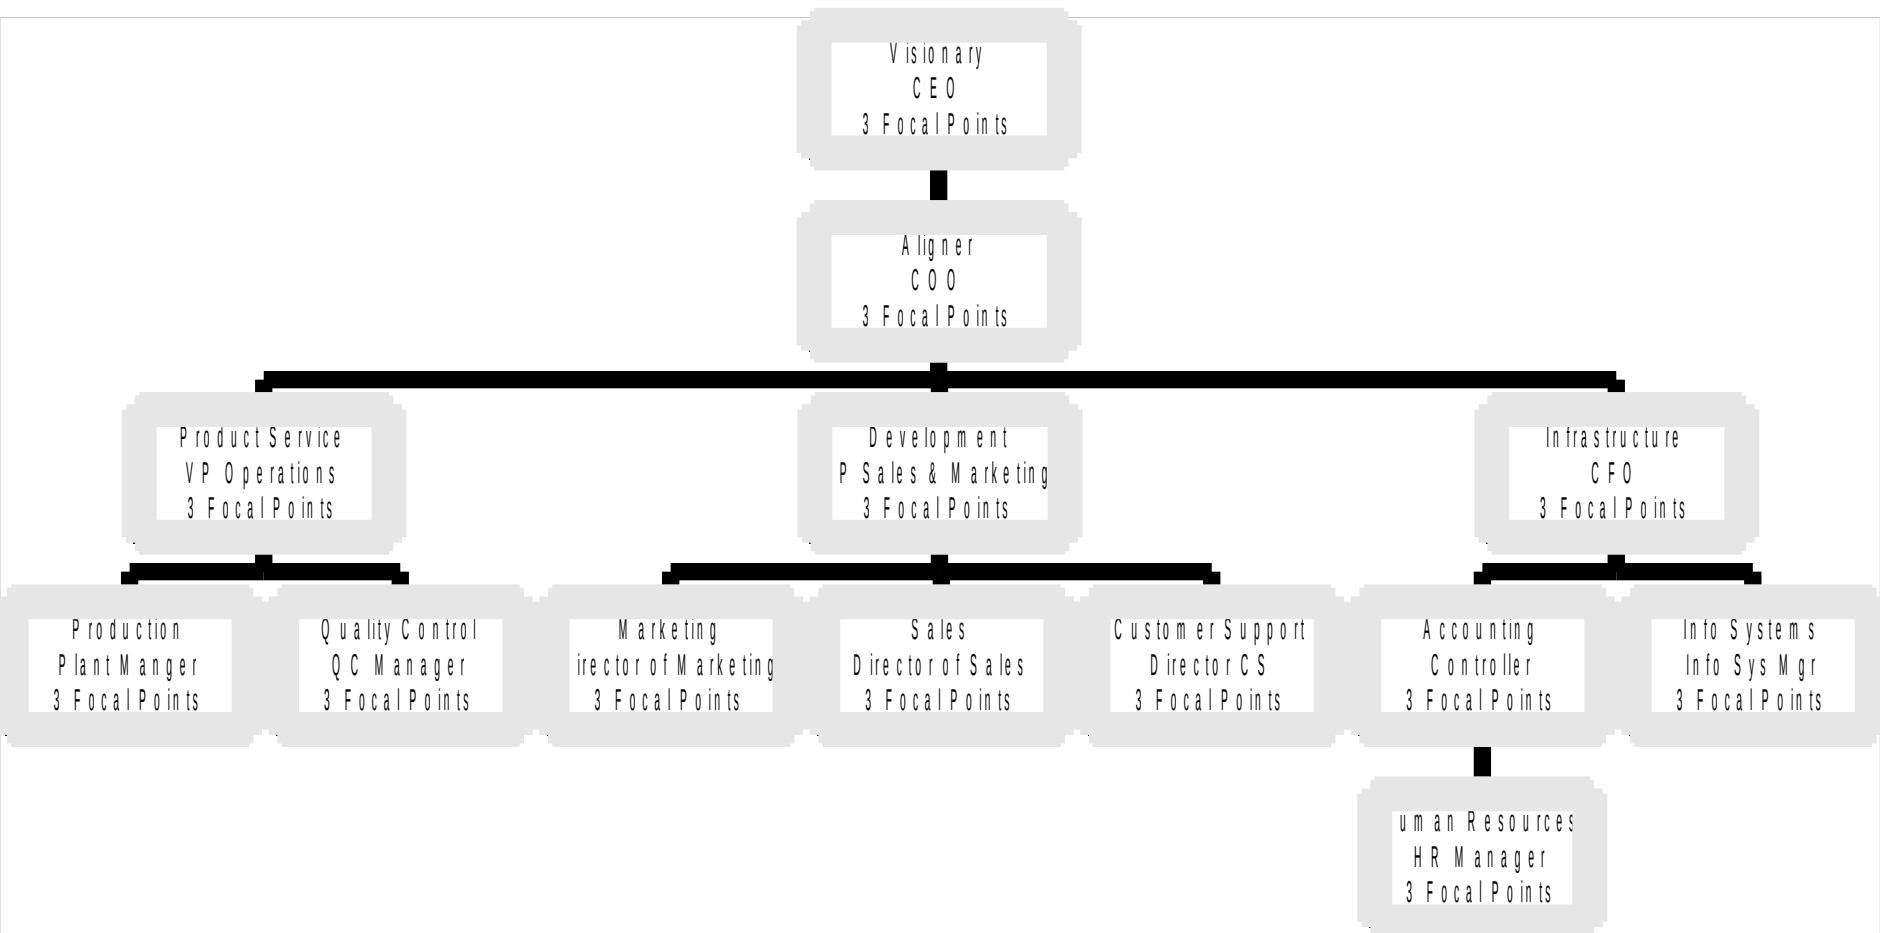 Visionary
CEO
3 Focal Points
Aligner
COO
3 Focal Points
Product Service
VP Operations
3 Focal Points
Development
P Sales & Marketing
3 Focal Points
Infrastructure
CFO
3 Focal Points
Production
Plant Manger
3 Focal Points
Quality Control
QC Manager
3 Focal Points
Marketing
irector of Marketing
3 Focal Points
Sales
Director of Sales
3 Focal Points
Customer Support
Director CS
3 Focal Points
Accounting
Controller
3 Focal Points
Info Systems
Info Sys Mgr
3 Focal Points
uman Resources
HR Manager
3 Focal Points